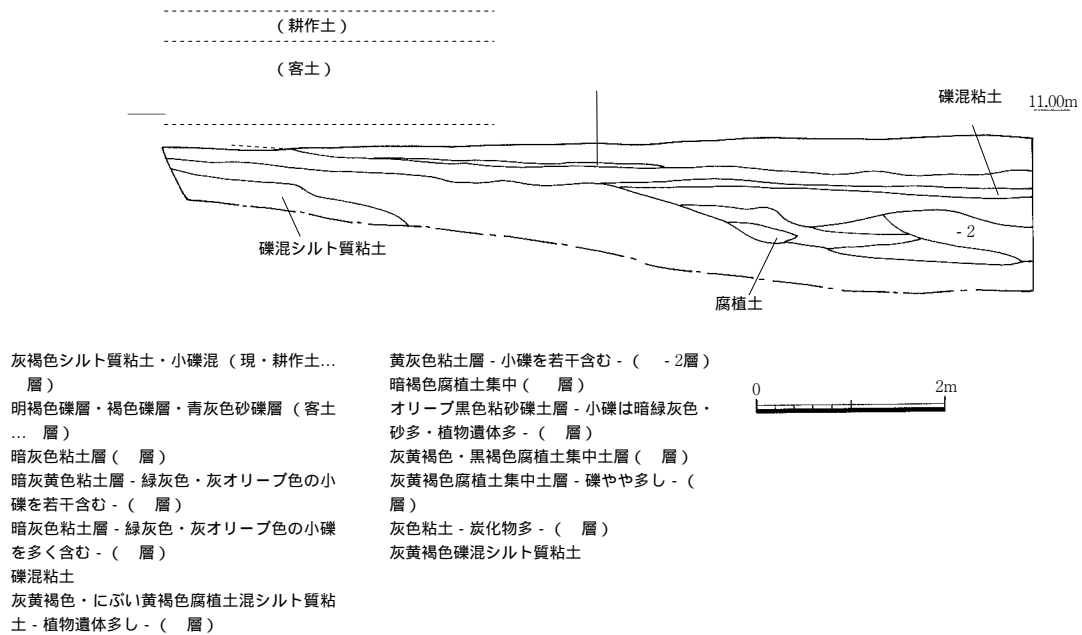 （耕作土）
（客土）
礫混粘土
11.00m
- 2
礫混シルト質粘土
腐植土
灰褐色シルト質粘土・小礫混（現・耕作土…
層）
明褐色礫層・褐色礫層・青灰色砂礫層（客土
… 層）
暗灰色粘土層（　層）
暗灰黄色粘土層 - 緑灰色・灰オリーブ色の小
礫を若干含む - （　層）
暗灰色粘土層 - 緑灰色・灰オリーブ色の小礫
を多く含む - （　層）
礫混粘土
灰黄褐色・にぶい黄褐色腐植土混シルト質粘
土 - 植物遺体多し - （　層）
黄灰色粘土層 - 小礫を若干含む - （　- 2層）
暗褐色腐植土集中（　層）
オリーブ黒色粘砂礫土層 - 小礫は暗緑灰色・
砂多・植物遺体多 - （　層）
灰黄褐色・黒褐色腐植土集中土層（　層）
灰黄褐色腐植土集中土層 - 礫やや多し - （
層）
灰色粘土 - 炭化物多 - （　層）
灰黄褐色礫混シルト質粘土
0　2m